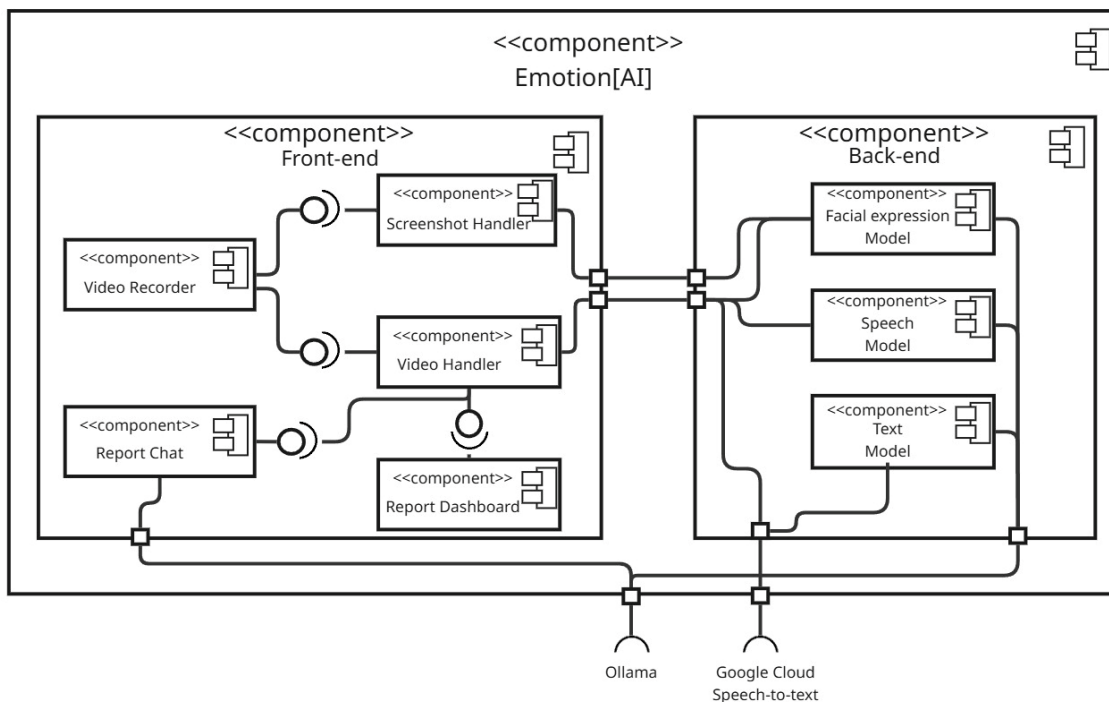 <<component>>
Emotion[AI]
<<component>>
Front-end
<<component>>
Screenshot Handler
<<component>>
Video Recorder
<<component>>
Video Handler
<<component>>
Report Chat
<<component>>
Report Dashboard
<<component>>
Back-end
<<component>>
Facial expression
Model
<<component>>
Speech
Model
<<component>>
Text
Model
Ollama
Google Cloud
Speech-to-text